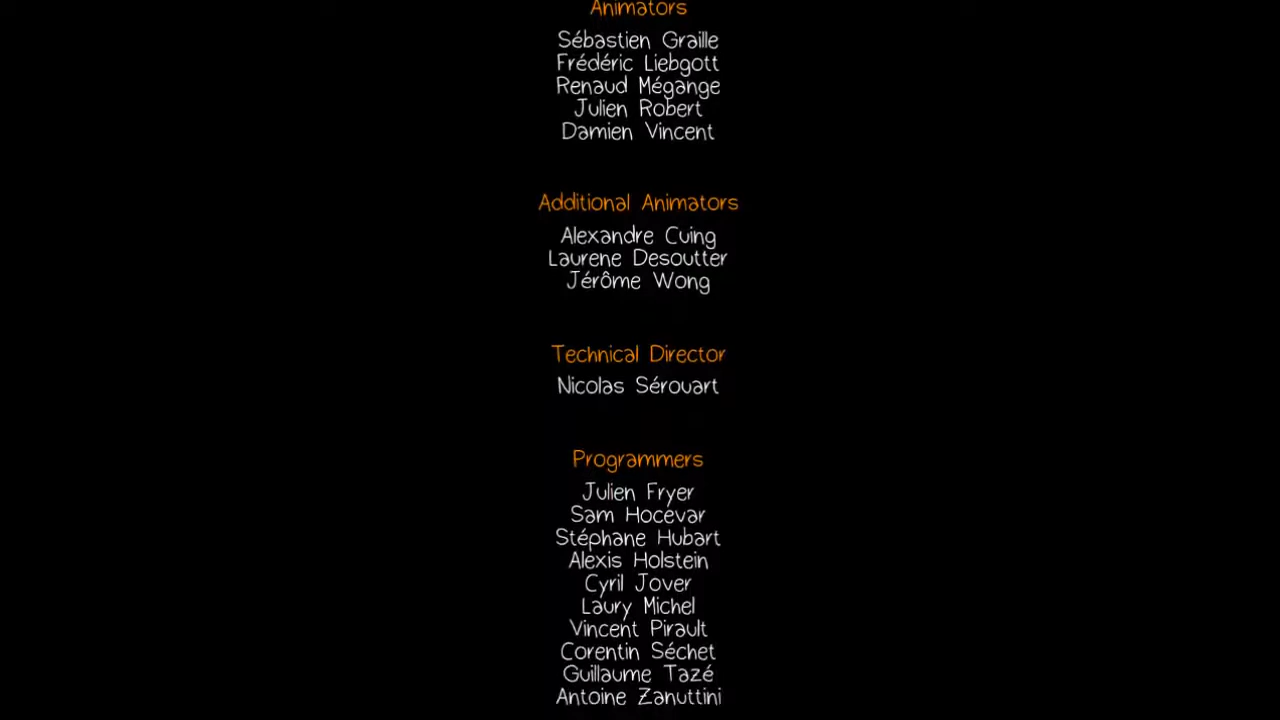 Animators
Sébastien Graille
Frédéric Liebgott
Renaud Mégange
Julien Robert
Damien Vincent
Additional Animators
Alexandre Cuing
Laurene Desoutter
Jérôme Wong
Technical Director
Nicolas Sérouart
Programmers
Julien Fryer
Sam Hocevar
Stéphane Hubart
Alexis Holstein
Cyril Jover
Laury Michel
Vincent Pirault
Corentin Séchet
Guillaume Tazé
Antoine Zanuttini